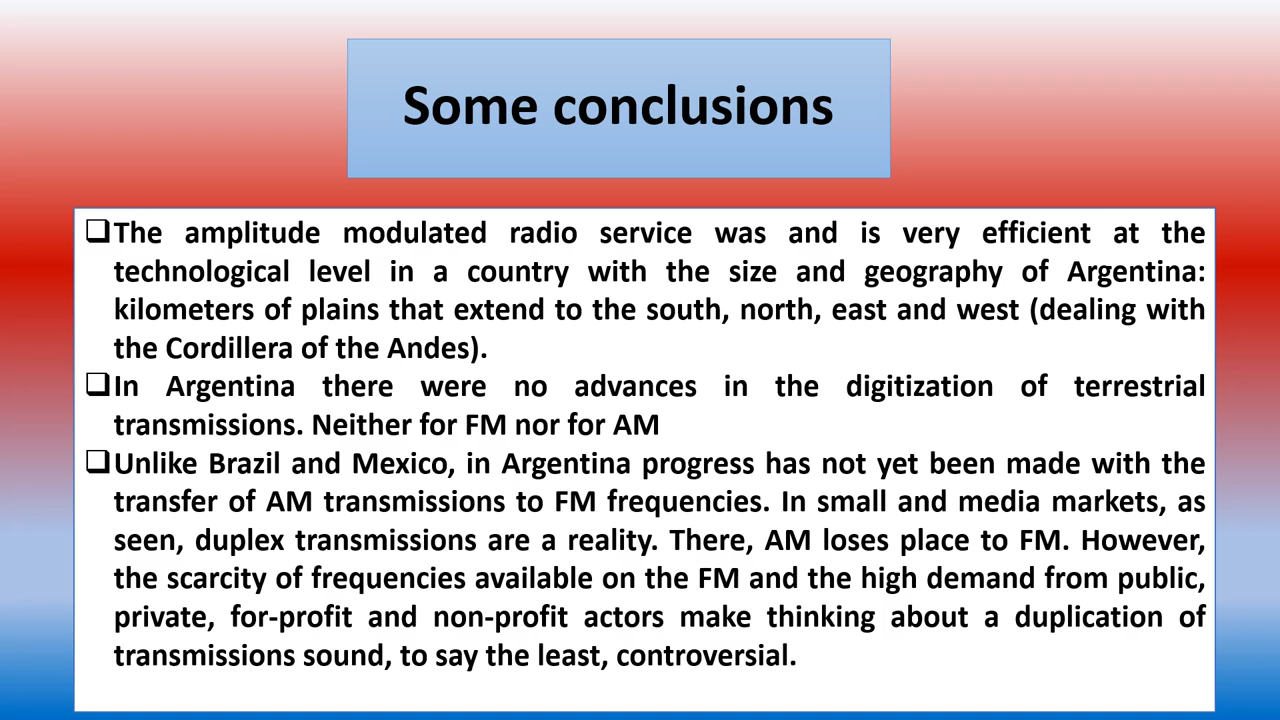 Some conclusions
❑The amplitude modulated radio service was and is very efficient at the
technological level in a country with the size and geography of Argentina:
kilometers of plains that extend to the south, north, east and west (dealing with
the Cordillera of the Andes).
❑In Argentina there were no advances in the digitization of terrestrial
transmissions. Neither for FM nor for AM
❑Unlike Brazil and Mexico, in Argentina progress has not yet been made with the
transfer of AM transmissions to FM frequencies. In small and media markets, as
seen, duplex transmissions are a reality. There, AM loses place to FM. However,
the scarcity of frequencies available on the FM and the high demand from public,
private, for-profit and non-profit actors make thinking about a duplication of
transmissions sound, to say the least, controversial.